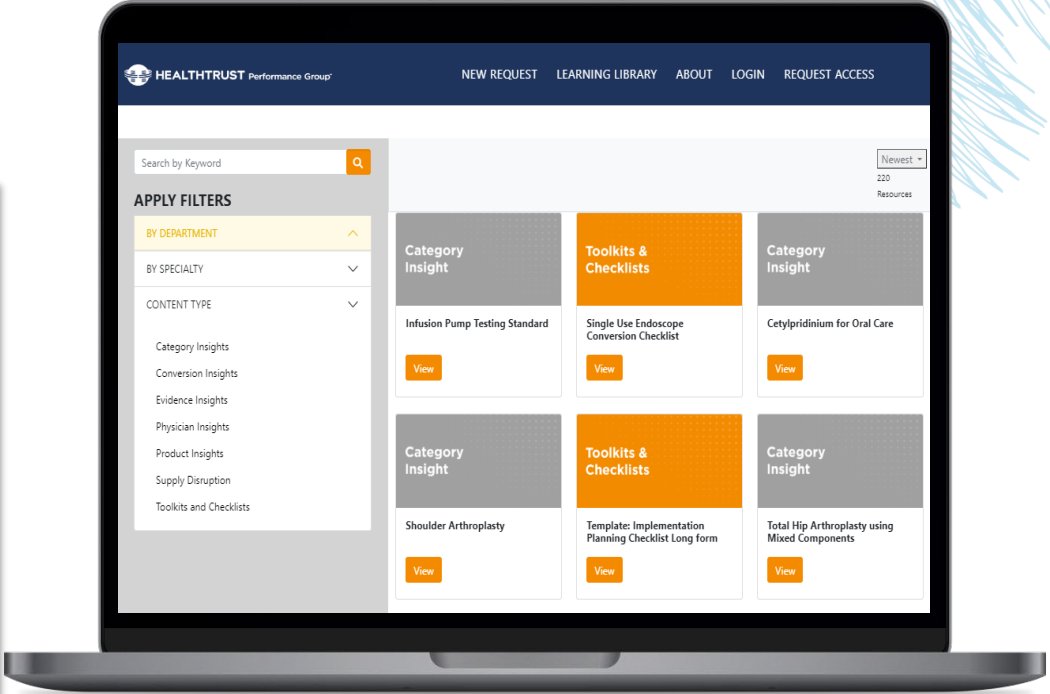 HEALTHTRUST Performance Group
NEW REQUEST LEARNING LIBRARY ABOUT LOGIN REQUEST ACCESS
Search by Keyword
Newest
220
Resources
APPLY FILTERS
BY DEPARTMENT
BY SPECIALTY
CONTENT TYPE
Category Insights
Conversion Insights
Evidence Insights
Physician Insights
Product Insights
Supply Disruption
Toolkits and Checklists
Category
Insight
Infusion Pump Testing Standard
View
Toolkits &
Checklists
Single Use Endoscope
Conversion Checklist
View
Category
Insight
Cetylpridinium for Oral Care
View
Category
Insight
Shoulder Arthroplasty
View
Toolkits &
Checklists
Template: Implementation
Planning Checklist Long form
View
Category
Insight
Total Hip Arthroplasty using
Mixed Components
View